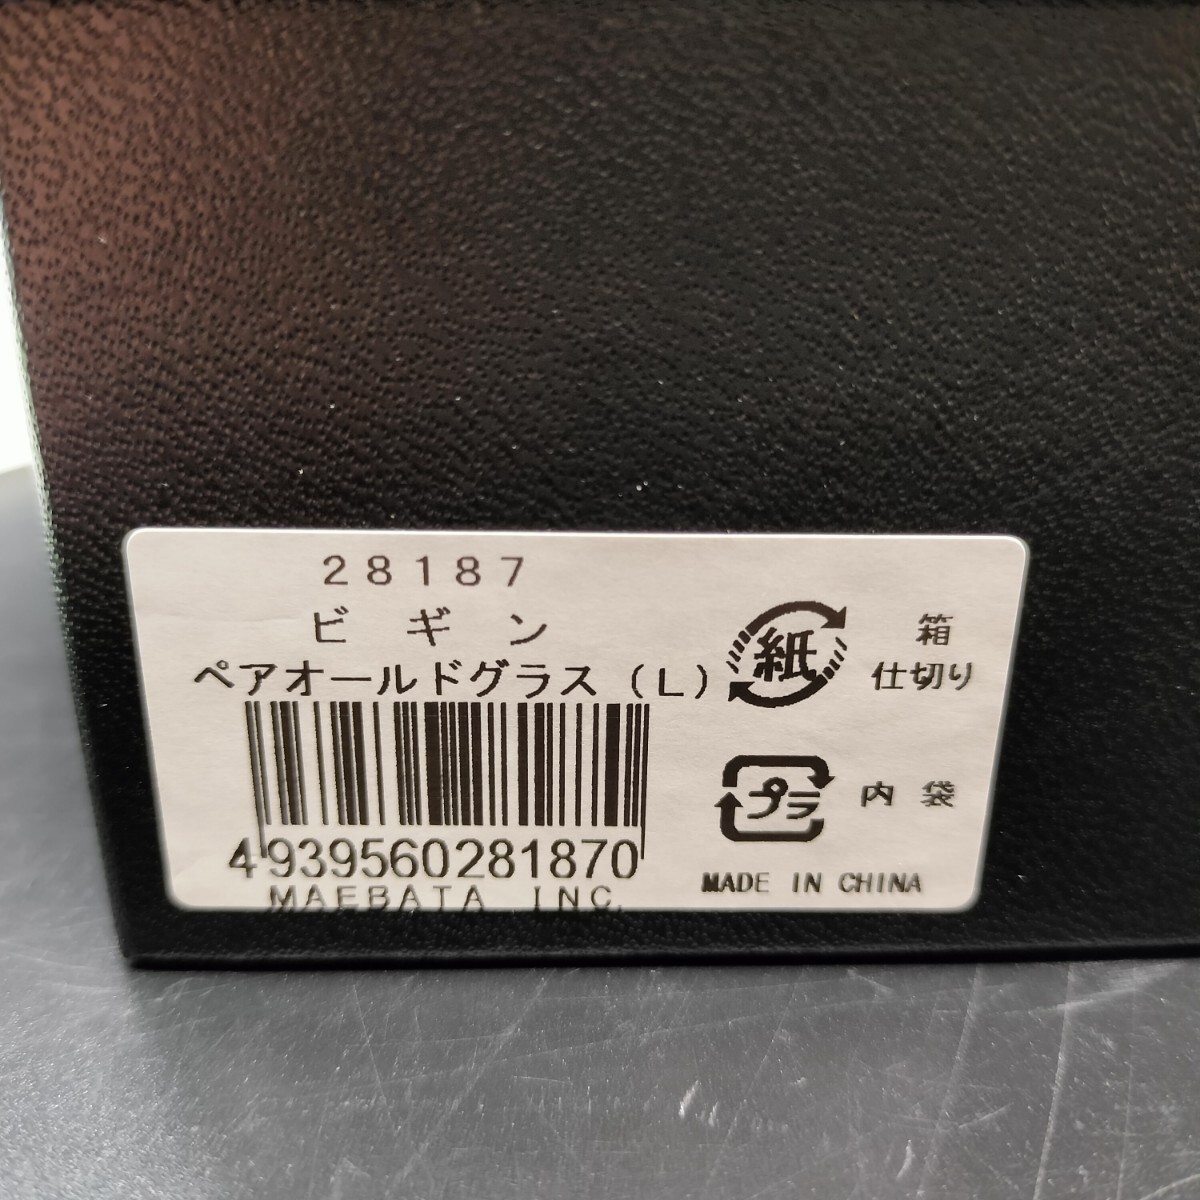 28187
ビギン
ペアオールドグラス(L)
4939560281870
MAEBATA INC.
紙
箱
仕切り
プラ
内袋
MADE IN CHINA